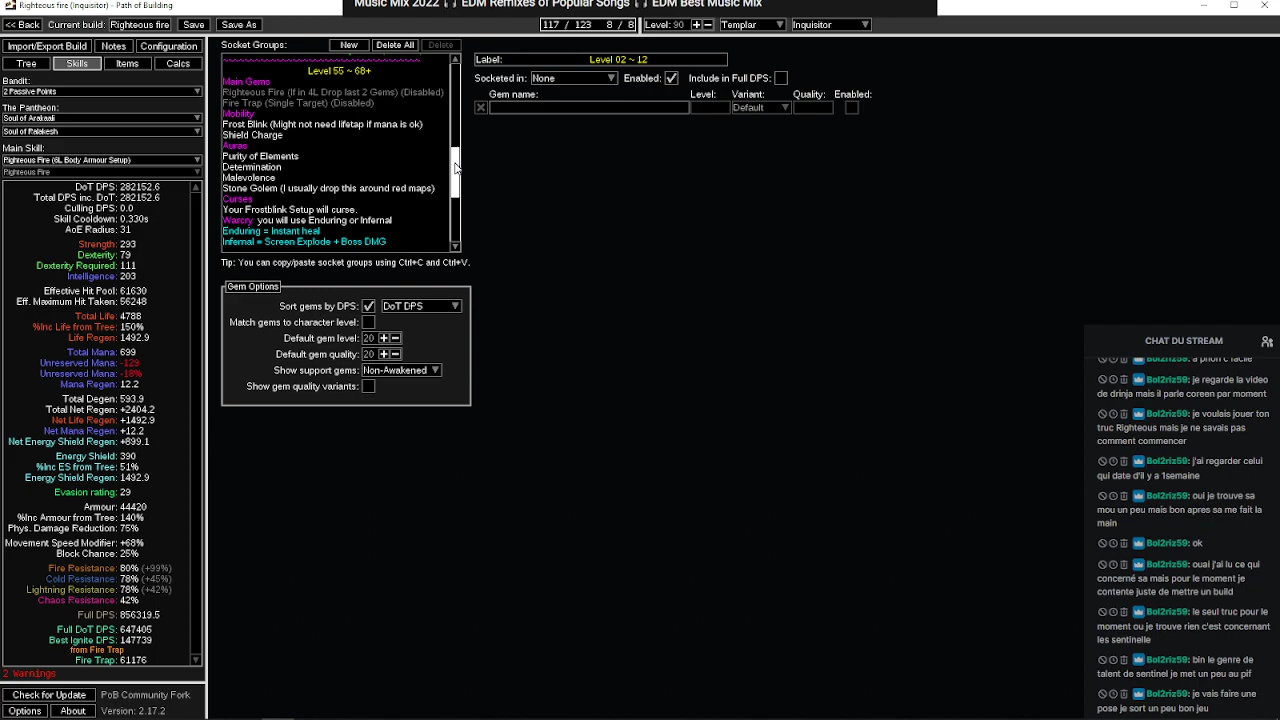 Righteous fire (Inquisitor) - Path of Building
Music Mix 2022 🎧 EDM Remixes of Popular Songs 🎧 EDM Best Music Mix
<< Back Current build: Righteous fire Save Save As 117 / 123 8 / 8 Level: 90 + - Templar Inquisitor
Import/Export Build Notes Configuration
Tree Skills Items Calcs
Bandit:
2 Passive Points
The Pantheon:
Soul of Arakaali
Soul of Ralakesh
Main Skill:
Righteous Fire (6L Body Armour Setup)
Righteous Fire
DoT DPS: 282152.6
Total DPS inc. DoT: 282152.6
Culling DPS: 0.0
Skill Cooldown: 0.330s
AoE Radius: 31
Strength: 293
Dexterity: 79
Dexterity Required: 111
Intelligence: 203
Effective Hit Pool: 61630
Eff. Maximum Hit Taken: 56248
Total Life: 4788
%Inc Life from Tree: 150%
Life Regen: 1492.9
Total Mana: 699
Unreserved Mana: -129
Unreserved Mana: -18%
Mana Regen: 12.2
Total Degen: 593.9
Total Net Regen: +2404.2
Net Life Regen: +1492.9
Net Mana Regen: +12.2
Net Energy Shield Regen: +899.1
Energy Shield: 390
%Inc ES from Tree: 51%
Energy Shield Regen: 1492.9
Evasion rating: 29
Armour: 44420
%Inc Armour from Tree: 140%
Phys. Damage Reduction: 75%
Movement Speed Modifier: +68%
Block Chance: 25%
Fire Resistance: 80% (+99%)
Cold Resistance: 78% (+45%)
Lightning Resistance: 78% (+42%)
Chaos Resistance: 42%
Full DPS: 856319.5
Full DoT DPS: 647405
Best Ignite DPS: 147739
from Fire Trap
Fire Trap: 61176
2 Warnings
Check for Update PoB Community Fork
Options About Version: 2.17.2
Socket Groups: New Delete All Delete
Level 55 ~ 68+
Main Gems
Righteous Fire (If in 4L Drop last 2 Gems) (Disabled)
Fire Trap (Single Target) (Disabled)
Mobility
Frost Blink (Might not need lifetap if mana is ok)
Shield Charge
Auras
Purity of Elements
Determination
Malevolence
Stone Golem (I usually drop this around red maps)
Curses
Your Frostblink Setup will curse.
Warcry you will use Enduring or Infernal
Enduring = Instant heal
Infernal = Screen Explode + Boss DMG
Tip: You can copy/paste socket groups using Ctrl+C and Ctrl+V.
Gem Options
Sort gems by DPS: DoT DPS
Match gems to character level:
Default gem level: 20 + -
Default gem quality: 20 + -
Show support gems: Non-Awakened
Show gem quality variants:
Label: Level 02 ~ 12
Socketed in: None Enabled: Include in Full DPS:
Gem name: Level: Variant: Quality: Enabled:
Default
CHAT DU STREAM
Bol2riz59: a priori c facile
Bol2riz59: je regarde la video
de drinja mais il parle coreen par moment
Bol2riz59: je voulais jouer ton
truc Righteous mais je ne savais pas
comment commencer
Bol2riz59: j'ai regarder celui
qui date d'il y a 1semaine
Bol2riz59: oui je trouve sa
mou un peu mais bon apres sa me fait la
main
Bol2riz59: ok
Bol2riz59: ouai j'ai lu ce qui
concerné sa mais pour le moment je
contente juste de mettre un build
Bol2riz59: le seul truc pour le
moment ou je trouve rien c'est concernant
les sentinelle
Bol2riz59: bin le genre de
talent de sentinel je met un peu au pif
Bol2riz59: je vais faire une
pose je sort un peu bon jeu